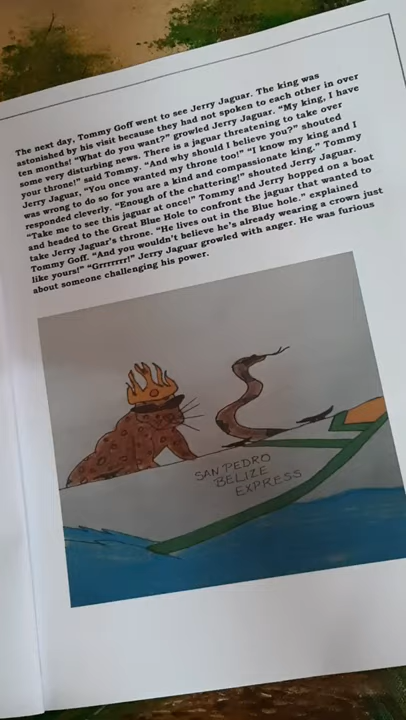 The next day, Tommy Goff went to see Jerry Jaguar. The king was
astonished by his visit because they had not spoken to each other in over
ten months! “What do you want?” growled Jerry Jaguar. “My king, I have
some very disturbing news. There is a jaguar threatening to take over
your throne!” said Tommy. “And why should I believe you?” shouted
Jerry Jaguar. “You once wanted my throne too!” “I know my king and I
was wrong to do so for you are a kind and compassionate king.” Tommy
responded cleverly. “Enough of the chattering!” shouted Jerry Jaguar.
“Take me to see this jaguar at once!” Tommy and Jerry hopped on a boat
and headed to the Great Blue Hole to confront the jaguar that wanted to
take Jerry Jaguar’s throne. “He lives out in the Blue hole.” explained
Tommy Goff. “And you wouldn’t believe he’s already wearing a crown just
like yours!” “Grrrrrrr!” Jerry Jaguar growled with anger. He was furious
about someone challenging his power.
SAN PEDRO
BELIZE
EXPRESS